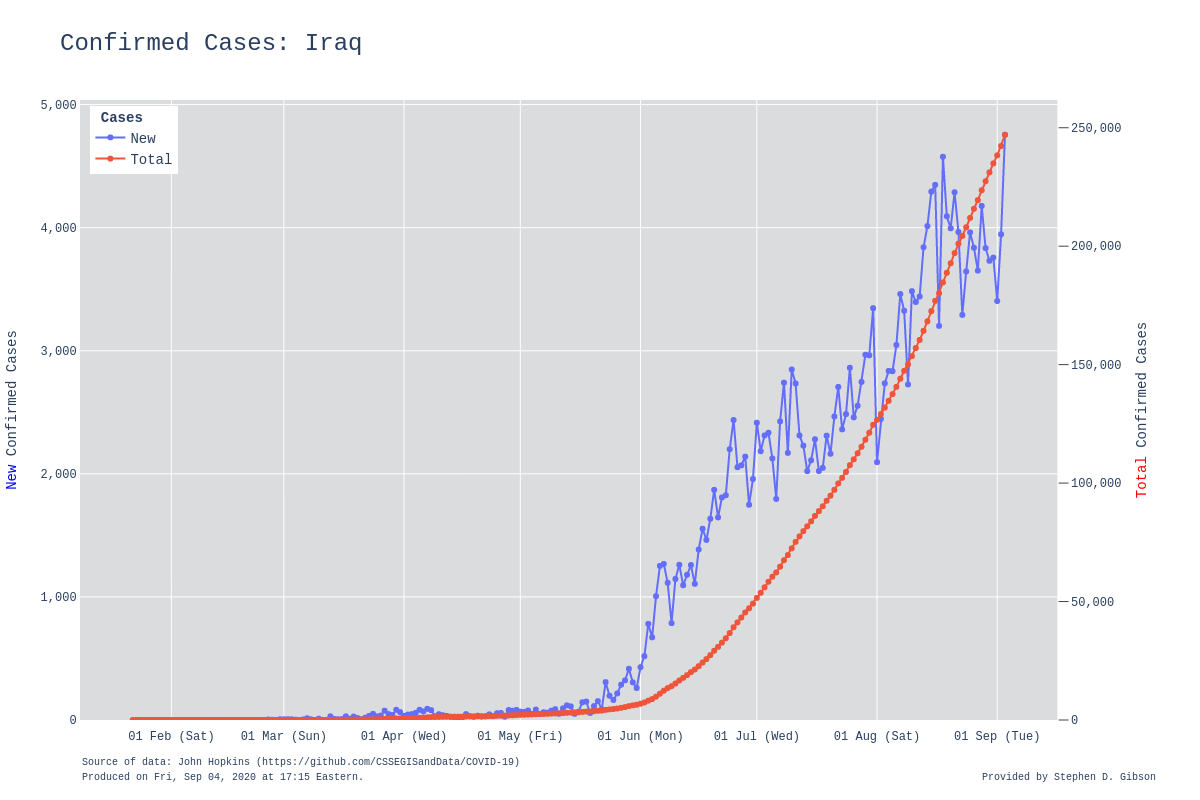 Confirmed Cases: Iraq
Cases
New
Total
5,000
4,000
3,000
2,000
1,000
0
New Confirmed Cases
250,000
200,000
150,000
100,000
50,000
0
Total Confirmed Cases
01 Feb (Sat) 01 Mar (Sun) 01 Apr (Wed) 01 May (Fri) 01 Jun (Mon) 01 Jul (Wed) 01 Aug (Sat) 01 Sep (Tue)
Source of data: John Hopkins (https://github.com/CSSEGISandData/COVID-19)
Produced on Fri, Sep 04, 2020 at 17:15 Eastern.
Provided by Stephen D. Gibson